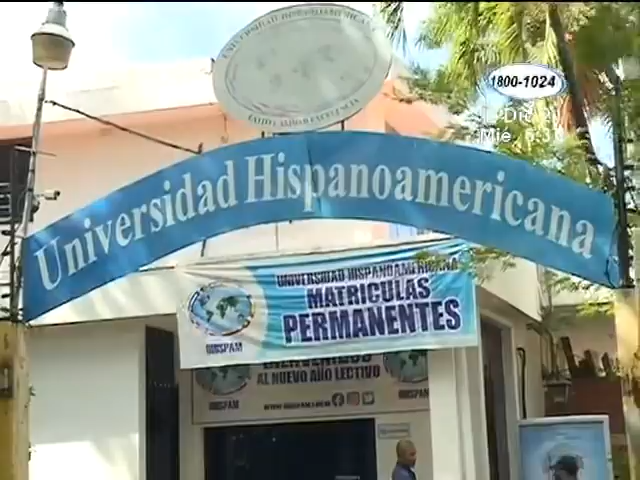 1800-1024
Universidad Hispanoamericana
UNIVERSIDAD HISPANOAMERICANA
MATRICULAS
PERMANENTES
UHISPAM
AL NUEVO AÑO LECTIVO
UHISPAM
UHISPAM